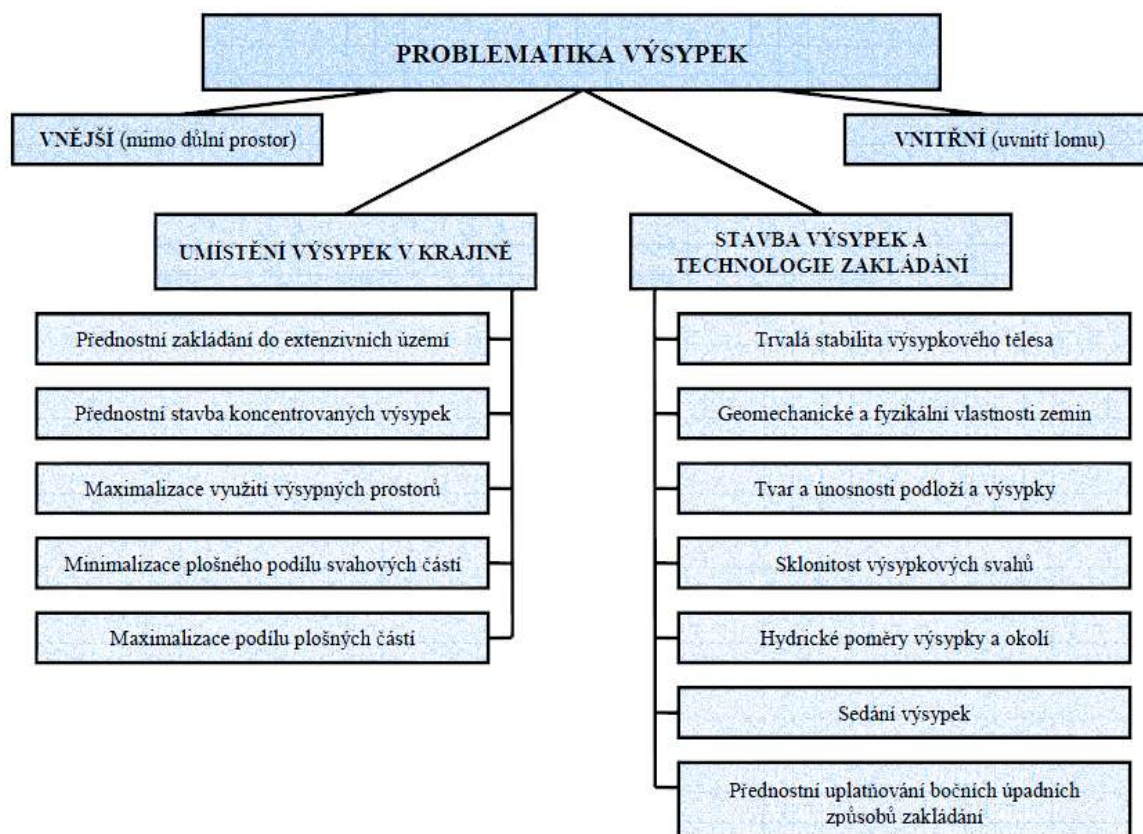 PROBLEMATIKA VÝSYPEK
VNĚJŠÍ (mimo důlní prostor)
VNITŘNÍ (uvnitř lomu)
UMÍSTĚNÍ VÝSYPEK V KRAJINĚ
Přednostní zakládání do extenzivních území
Přednostní stavba koncentrovaných výsypek
Maximalizace využití výsypných prostorů
Minimalizace plošného podílu svahových částí
Maximalizace podílu plošných částí
STAVBA VÝSYPEK A
TECHNOLOGIE ZAKLÁDÁNÍ
Trvalá stabilita výsypkového tělesa
Geomechanické a fyzikální vlastnosti zemin
Tvar a únosnosti podloží a výsypky
Sklonitost výsypkových svahů
Hydrické poměry výsypky a okolí
Sedání výsypek
Přednostní uplatňování bočních úpadních
způsobů zakládání